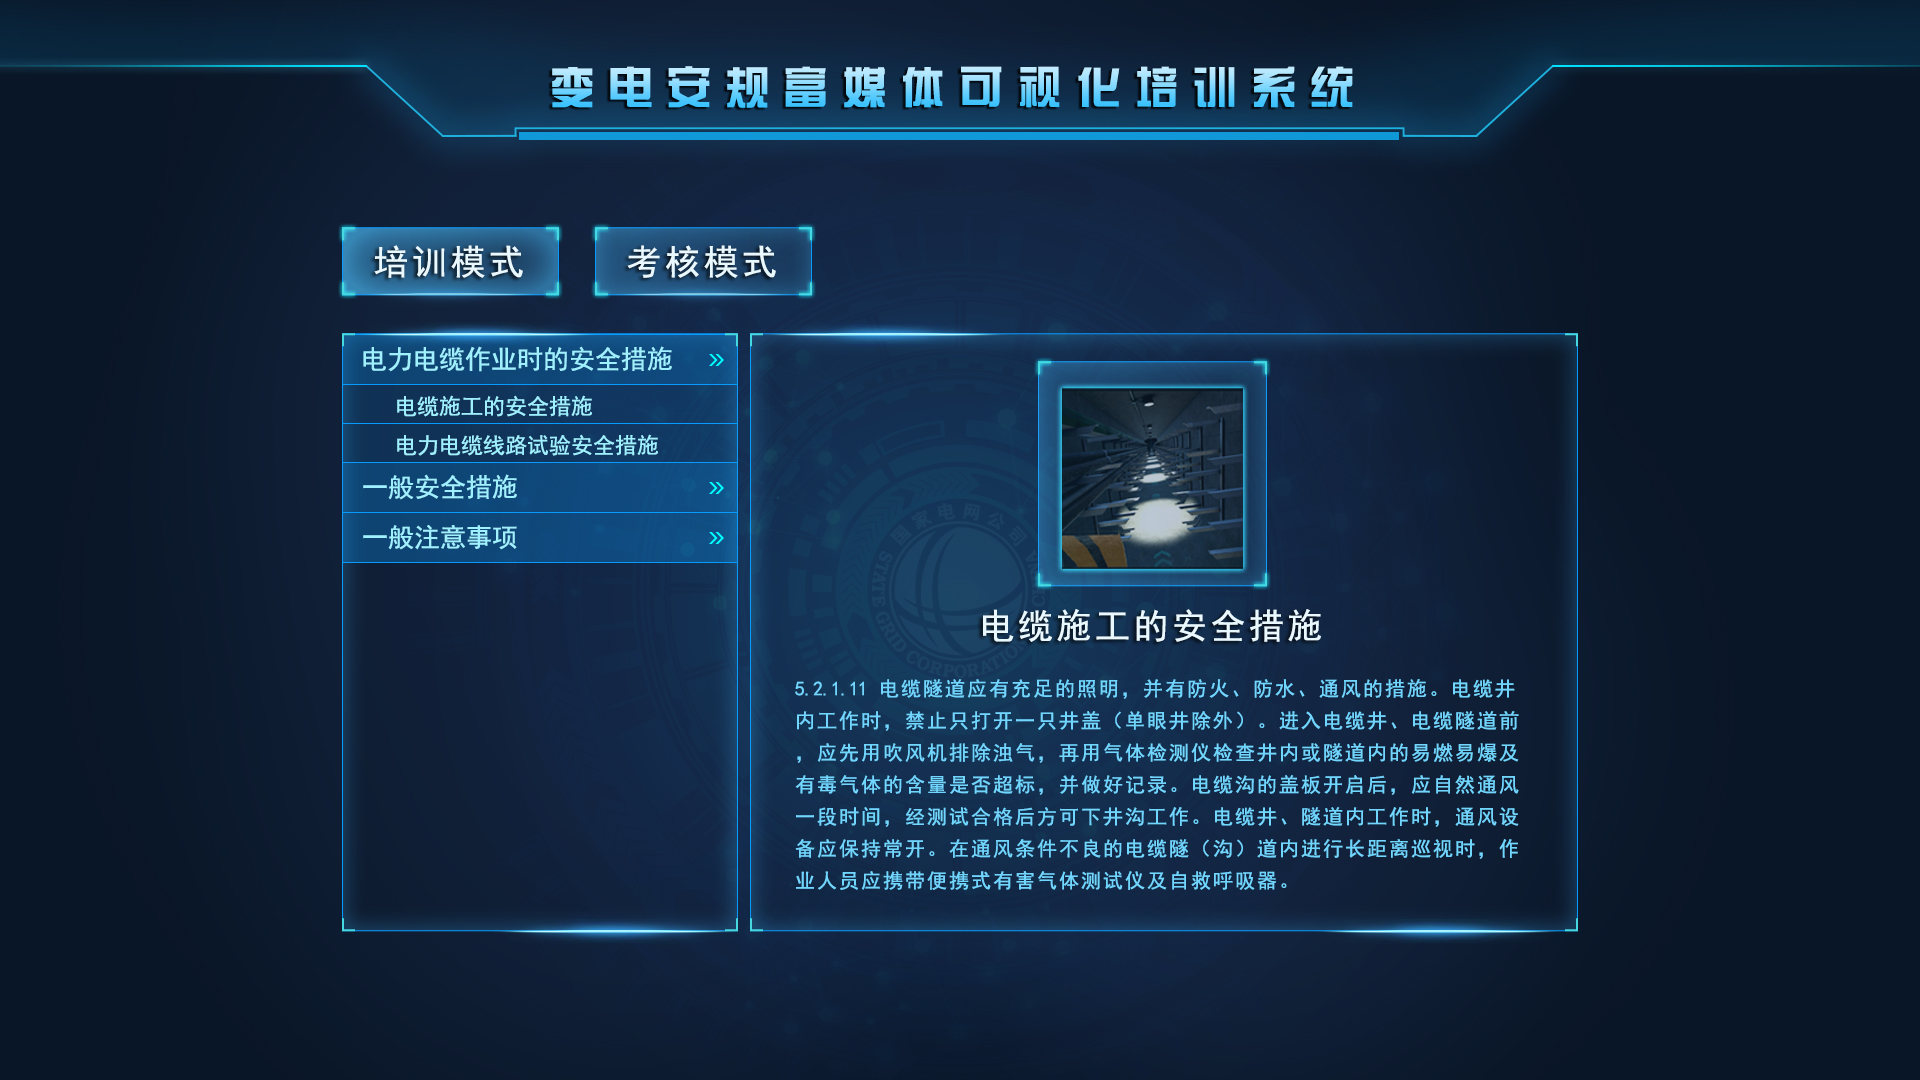 变电安规富媒体可视化培训系统
培训模式
考核模式
电力电缆作业时的安全措施 »
电缆施工的安全措施
电力电缆线路试验安全措施
一般安全措施 »
一般注意事项 »
电网公司
STATE GRID CORPORATION
电缆施工的安全措施
5.2.1.11 电缆隧道应有充足的照明，并有防火、防水、通风的措施。电缆井
内工作时，禁止只打开一只井盖（单眼井除外）。进入电缆井、电缆隧道前
，应先用吹风机排除浊气，再用气体检测仪检查井内或隧道内的易燃易爆及
有毒气体的含量是否超标，并做好记录。电缆沟的盖板开启后，应自然通风
一段时间，经测试合格后方可下井沟工作。电缆井、隧道内工作时，通风设
备应保持常开。在通风条件不良的电缆隧（沟）道内进行长距离巡视时，作
业人员应携带便携式有害气体测试仪及自救呼吸器。